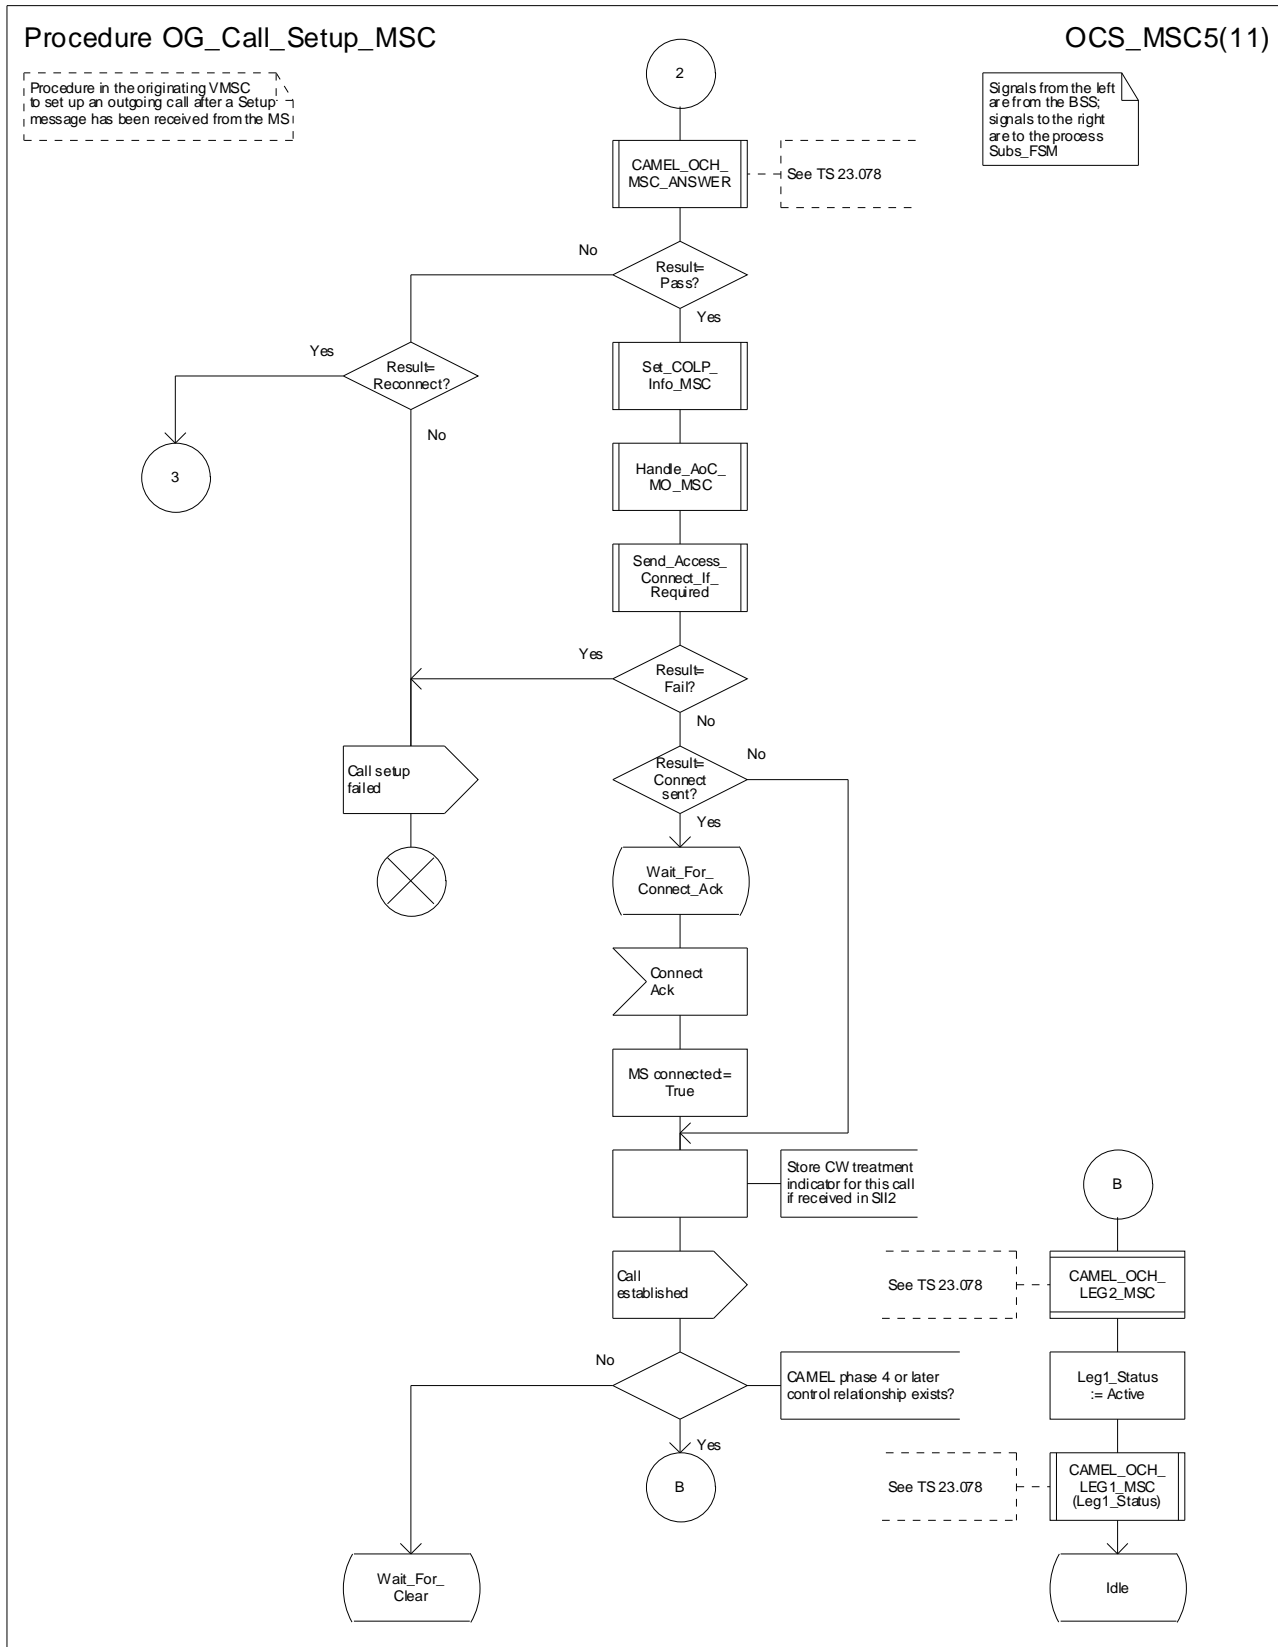 Procedure OG_Call_Setup_MSC
OCS_MSC5(11)
Procedure in the originating VMSC
to set up an outgoing call after a Setup
message has been received from the MS
2
Signals from the left
are from the BSS;
signals to the right
are to the process
Subs_FSM
CAMEL_OCH_
MSC_ANSWER
See TS 23.078
No
Result=
Pass?
Yes
Yes
Result=
Reconnect?
No
Set_COLP_
Info_MSC
3
Handle_AoC_
MO_MSC
Send_Access_
Connect_If_
Required
Yes
Result=
Fail?
No
Call setup
failed
Result=
Connect
sent?
No
Yes
Wait_For_
Connect_Ack
Connect
Ack
MS connected:=
True
Store CW treatment
indicator for this call
if received in SII2
B
Call
established
See TS 23.078
CAMEL_OCH_
LEG2_MSC
No
CAMEL phase 4 or later
control relationship exists?
Yes
Leg1_Status
:= Active
B
See TS 23.078
CAMEL_OCH_
LEG1_MSC
(Leg1_Status)
Wait_For_
Clear
Idle